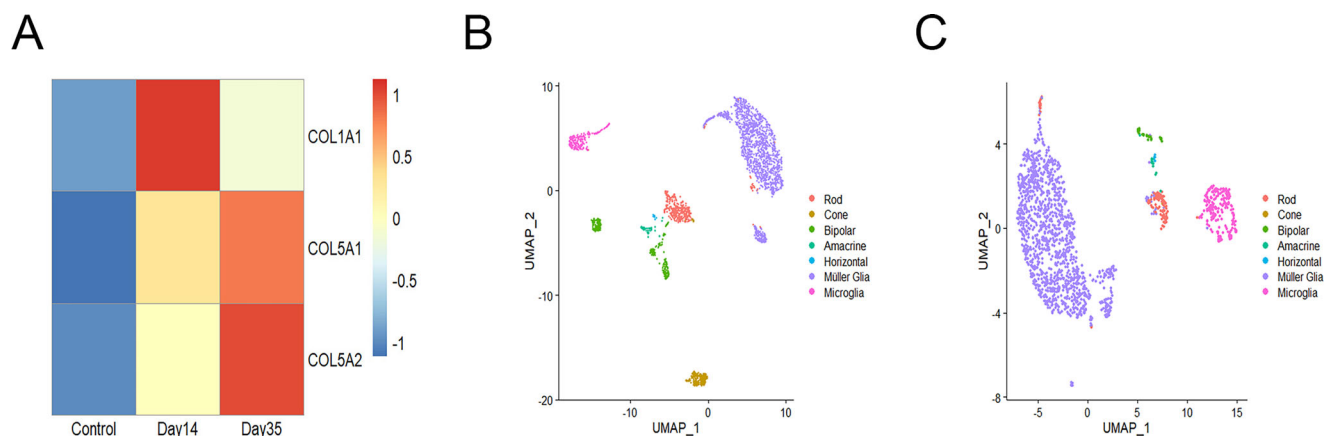 A
1
0.5
0
-0.5
-1
COL1A1
COL5A1
COL5A2
Control Day14 Day35
B
10
0
-10
-20
UMAP_2
-10 0 10
UMAP_1
Rod
Cone
Bipolar
Amacrine
Horizontal
Müller Glia
Microglia
C
4
0
-4
-8
UMAP_2
-5 0 5 10 15
UMAP_1
Rod
Cone
Bipolar
Amacrine
Horizontal
Müller Glia
Microglia